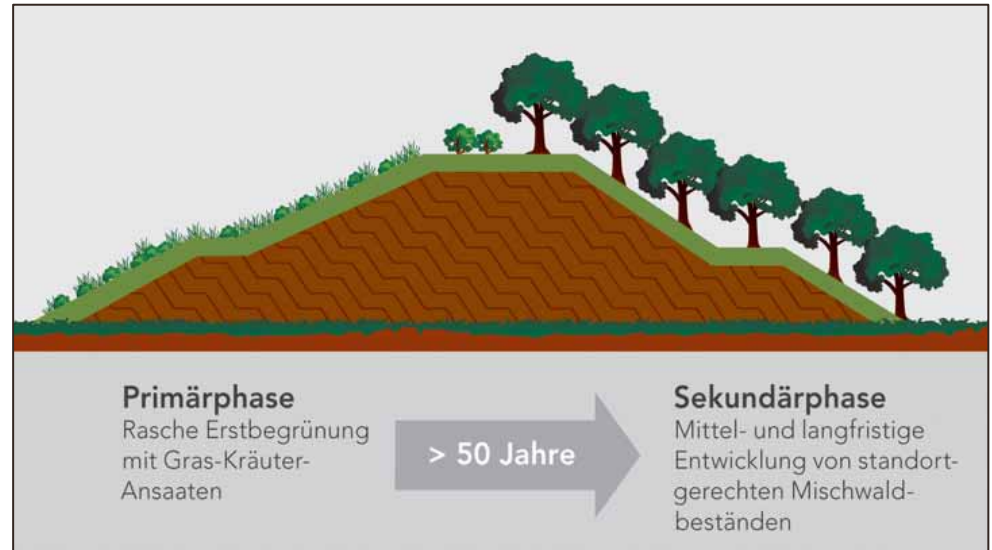 Primärphase
Rasche Erstbegrünung
mit Gras-Kräuter-
Ansaaten
> 50 Jahre
Sekundärphase
Mittel- und langfristige
Entwicklung von standort-
gerechten Mischwald-
beständen